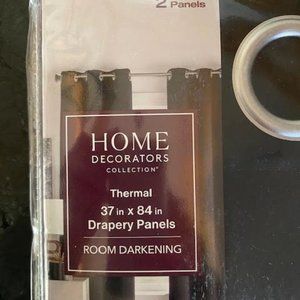 2 Panels
HOME
DECORATORS
COLLECTION®
Thermal
37 in x 84 in
Drapery Panels
ROOM DARKENING